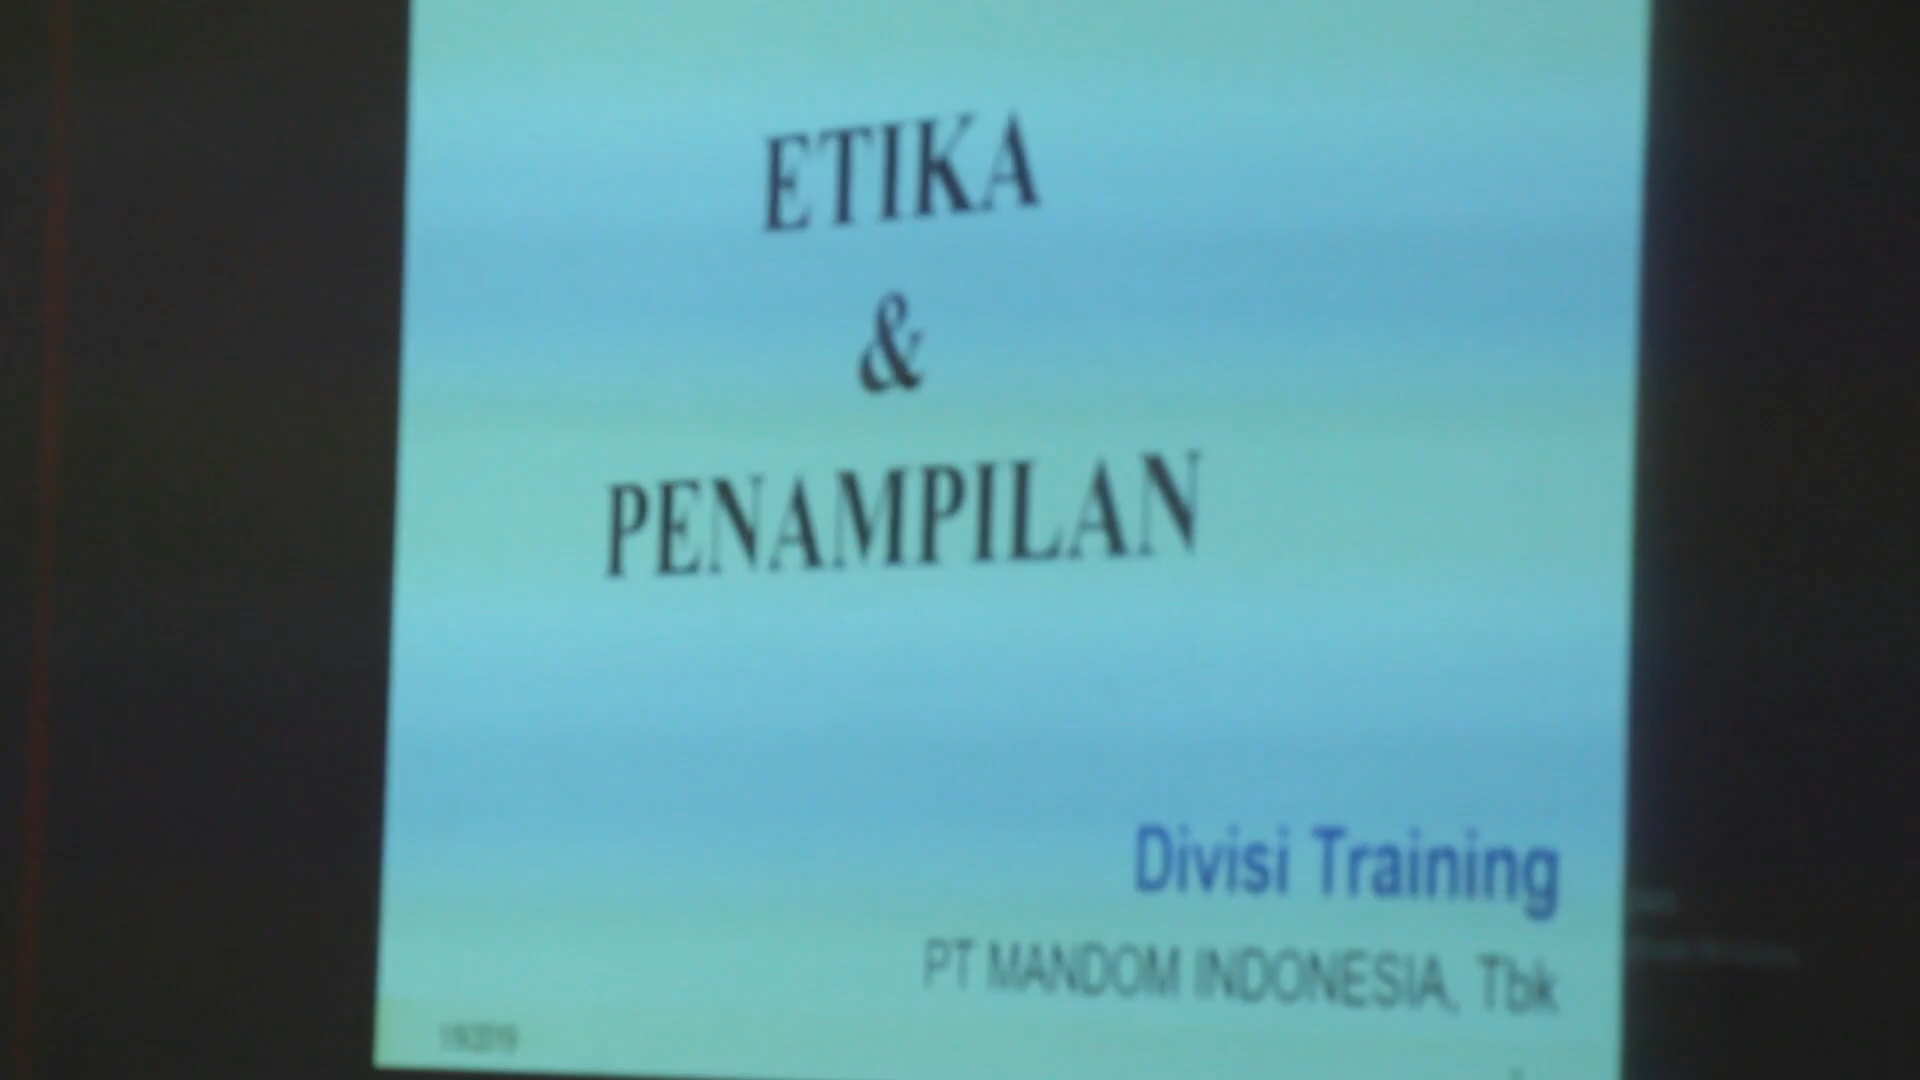 ETIKA
&
PENAMPILAN
Divisi Training
PT MANDOM INDONESIA, Tbk